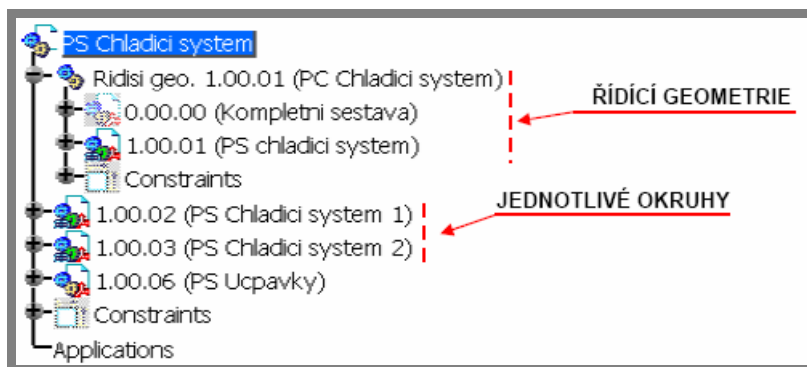 PS Chladici system
Ridisi geo. 1.00.01 (PC Chladici system)
ŘÍDÍCÍ GEOMETRIE
0.00.00 (Kompletni sestava)
1.00.01 (PS chladici system)
Constraints
JEDNOTLIVÉ OKRUHY
1.00.02 (PS Chladici system 1)
1.00.03 (PS Chladici system 2)
1.00.06 (PS Ucpavky)
Constraints
Applications